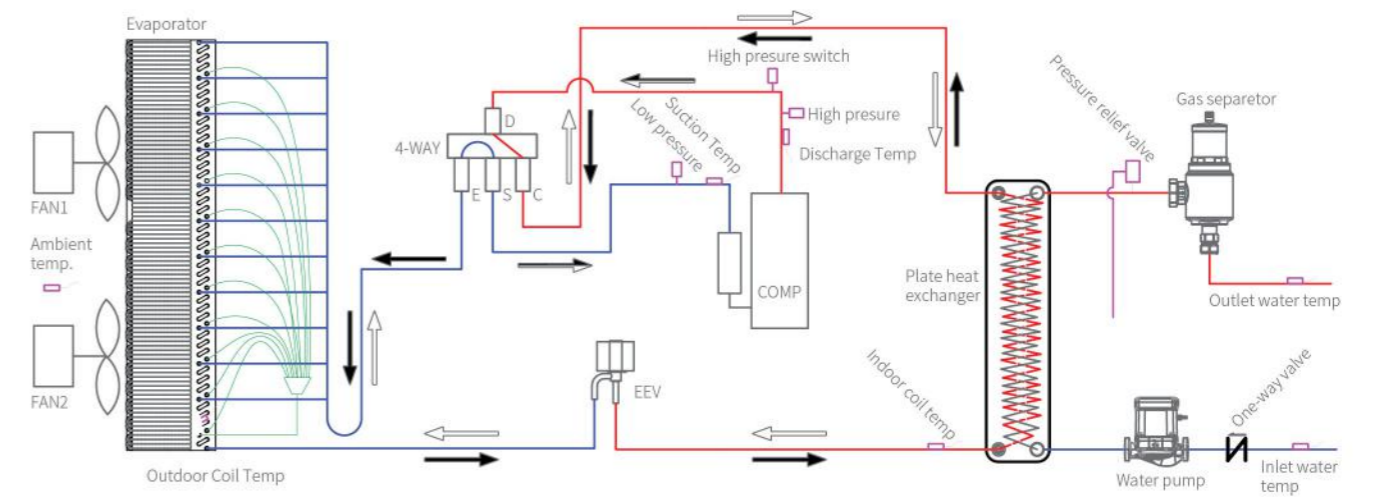 Evaporator
High presure switch
Pressure relief valve
Gas separetor
Suction Temp
Low pressure
High presure
D
4-WAY
Discharge Temp
E
S
C
FAN1
Ambient
temp.
Plate heat
exchanger
COMP
Outlet water temp
EEV
Indoor coil temp
One-way valve
FAN2
Outdoor Coil Temp
Water pump
Inlet water
temp